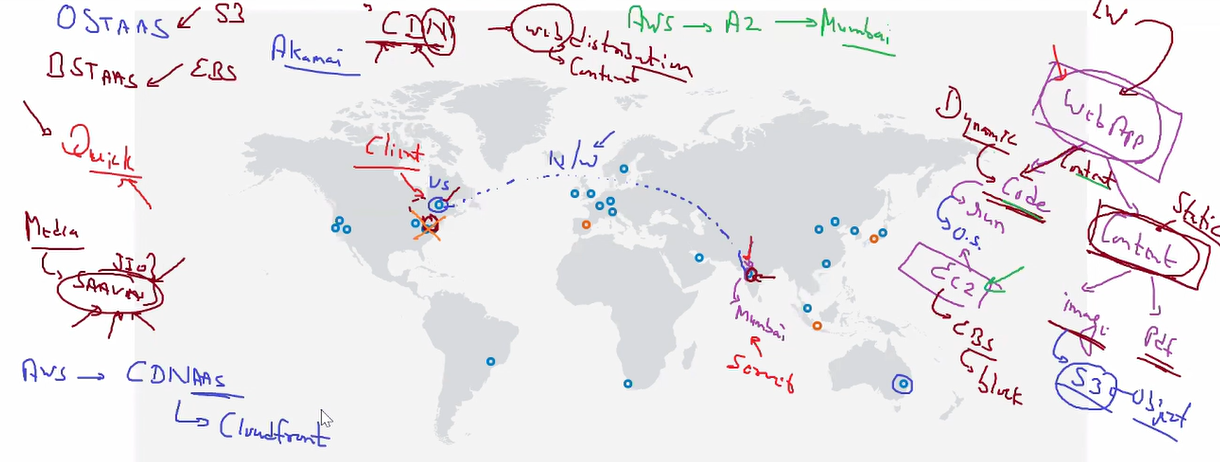 OSTAAS ↙ S3
BSTAAS ↙ EBS
Quick
Media
JIO
SAAVAN
AWS → CDNAAS
↳ Cloudfront
Akamai
CDN → web distribution
↳ Content
AWS → AZ → Mumbai
Client
US
N/W
Mumbai
LW
WebApp
Dynamic
Content
Code
run
O.S.
EC2
EBS
block
Static
Content
image
Pdf
S3 - Object